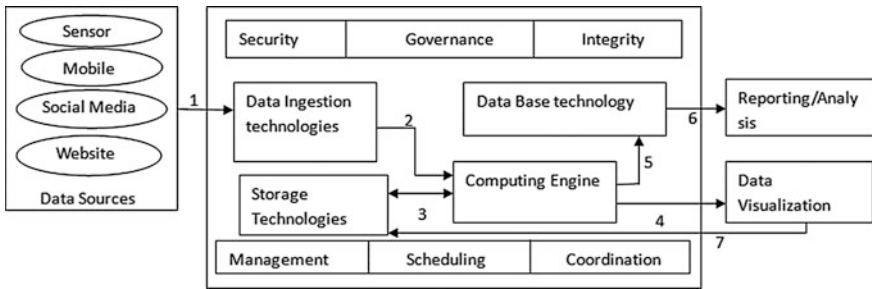 Sensor
Mobile
Social Media
Website
Data Sources
1
Security Governance Integrity
Data Ingestion
technologies
2
Data Base technology
6
Reporting/Analy
sis
5
Computing Engine
Storage
Technologies
3
4
Data
Visualization
7
Management Scheduling Coordination